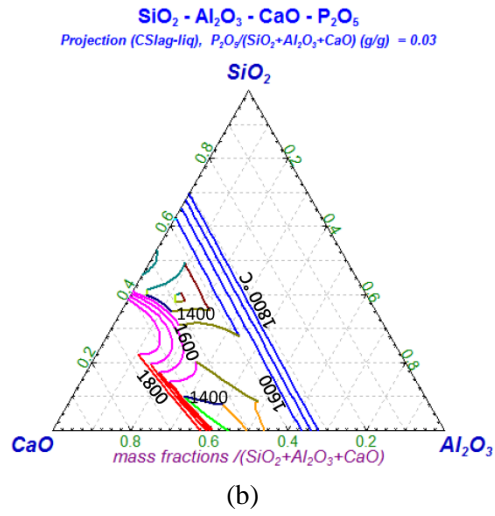 SiO₂ - Al₂O₃ - CaO - P₂O₅
Projection (CSlag-liq), P₂O₅/(SiO₂+Al₂O₃+CaO) (g/g) = 0.03
SiO₂
0.8
0.2
0.6
0.4
1800 °C
0.4
0.6
1400
1600
0.2
0.8
1800
1400
1600
CaO
0.8
0.6
0.4
0.2
Al₂O₃
mass fractions /(SiO₂+Al₂O₃+CaO)
(b)